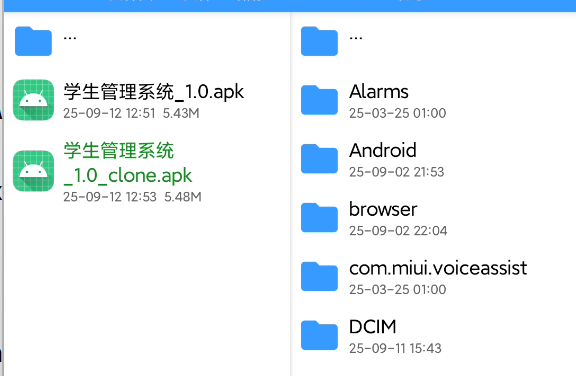 ...
学生管理系统_1.0.apk
25-09-12 12:51 5.43M
学生管理系统
_1.0_clone.apk
25-09-12 12:53 5.48M
...
Alarms
25-03-25 01:00
Android
25-09-02 21:53
browser
25-09-02 22:04
com.miui.voiceassist
25-03-25 01:00
DCIM
25-09-11 15:43